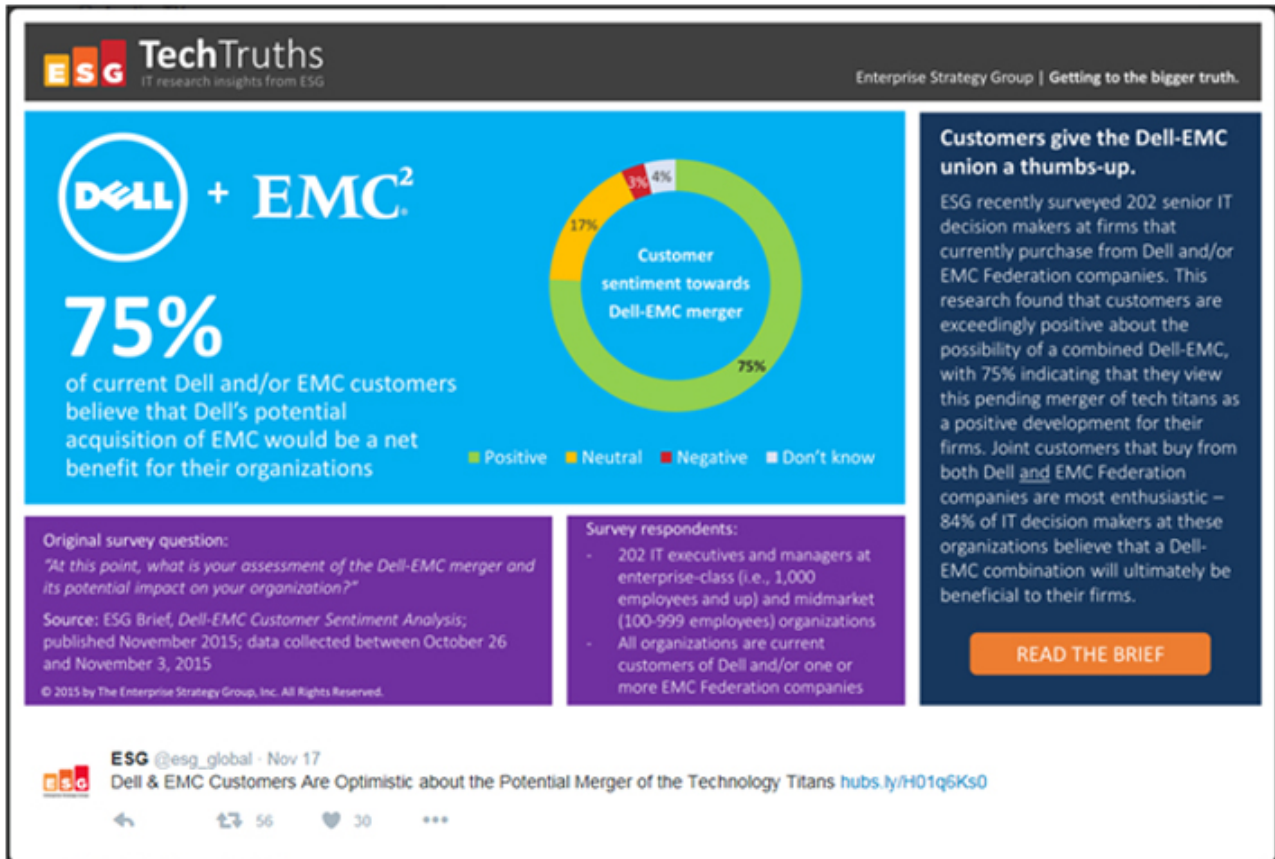 ESG TechTruths
IT research insights from ESG
Enterprise Strategy Group | Getting to the bigger truth.
DELL + EMC²
75%
of current Dell and/or EMC customers
believe that Dell's potential
acquisition of EMC would be a net
benefit for their organizations
3% 4%
17%
Customer
sentiment towards
Dell-EMC merger
75%
Positive Neutral Negative Don't know
Customers give the Dell-EMC
union a thumbs-up.
ESG recently surveyed 202 senior IT
decision makers at firms that
currently purchase from Dell and/or
EMC Federation companies. This
research found that customers are
exceedingly positive about the
possibility of a combined Dell-EMC,
with 75% indicating that they view
this pending merger of tech titans as
a positive development for their
firms. Joint customers that buy from
both Dell and EMC Federation
companies are most enthusiastic –
84% of IT decision makers at these
organizations believe that a Dell-
EMC combination will ultimately be
beneficial to their firms.
READ THE BRIEF
Original survey question:
"At this point, what is your assessment of the Dell-EMC merger and
its potential impact on your organization?"
Source: ESG Brief, Dell-EMC Customer Sentiment Analysis;
published November 2015; data collected between October 26
and November 3, 2015
© 2015 by The Enterprise Strategy Group, Inc. All Rights Reserved.
Survey respondents:
- 202 IT executives and managers at
enterprise-class (i.e., 1,000
employees and up) and midmarket
(100-999 employees) organizations
- All organizations are current
customers of Dell and/or one or
more EMC Federation companies
ESG
ESG @esg_global · Nov 17
Dell & EMC Customers Are Optimistic about the Potential Merger of the Technology Titans hubs.ly/H01q6Ks0
56 30